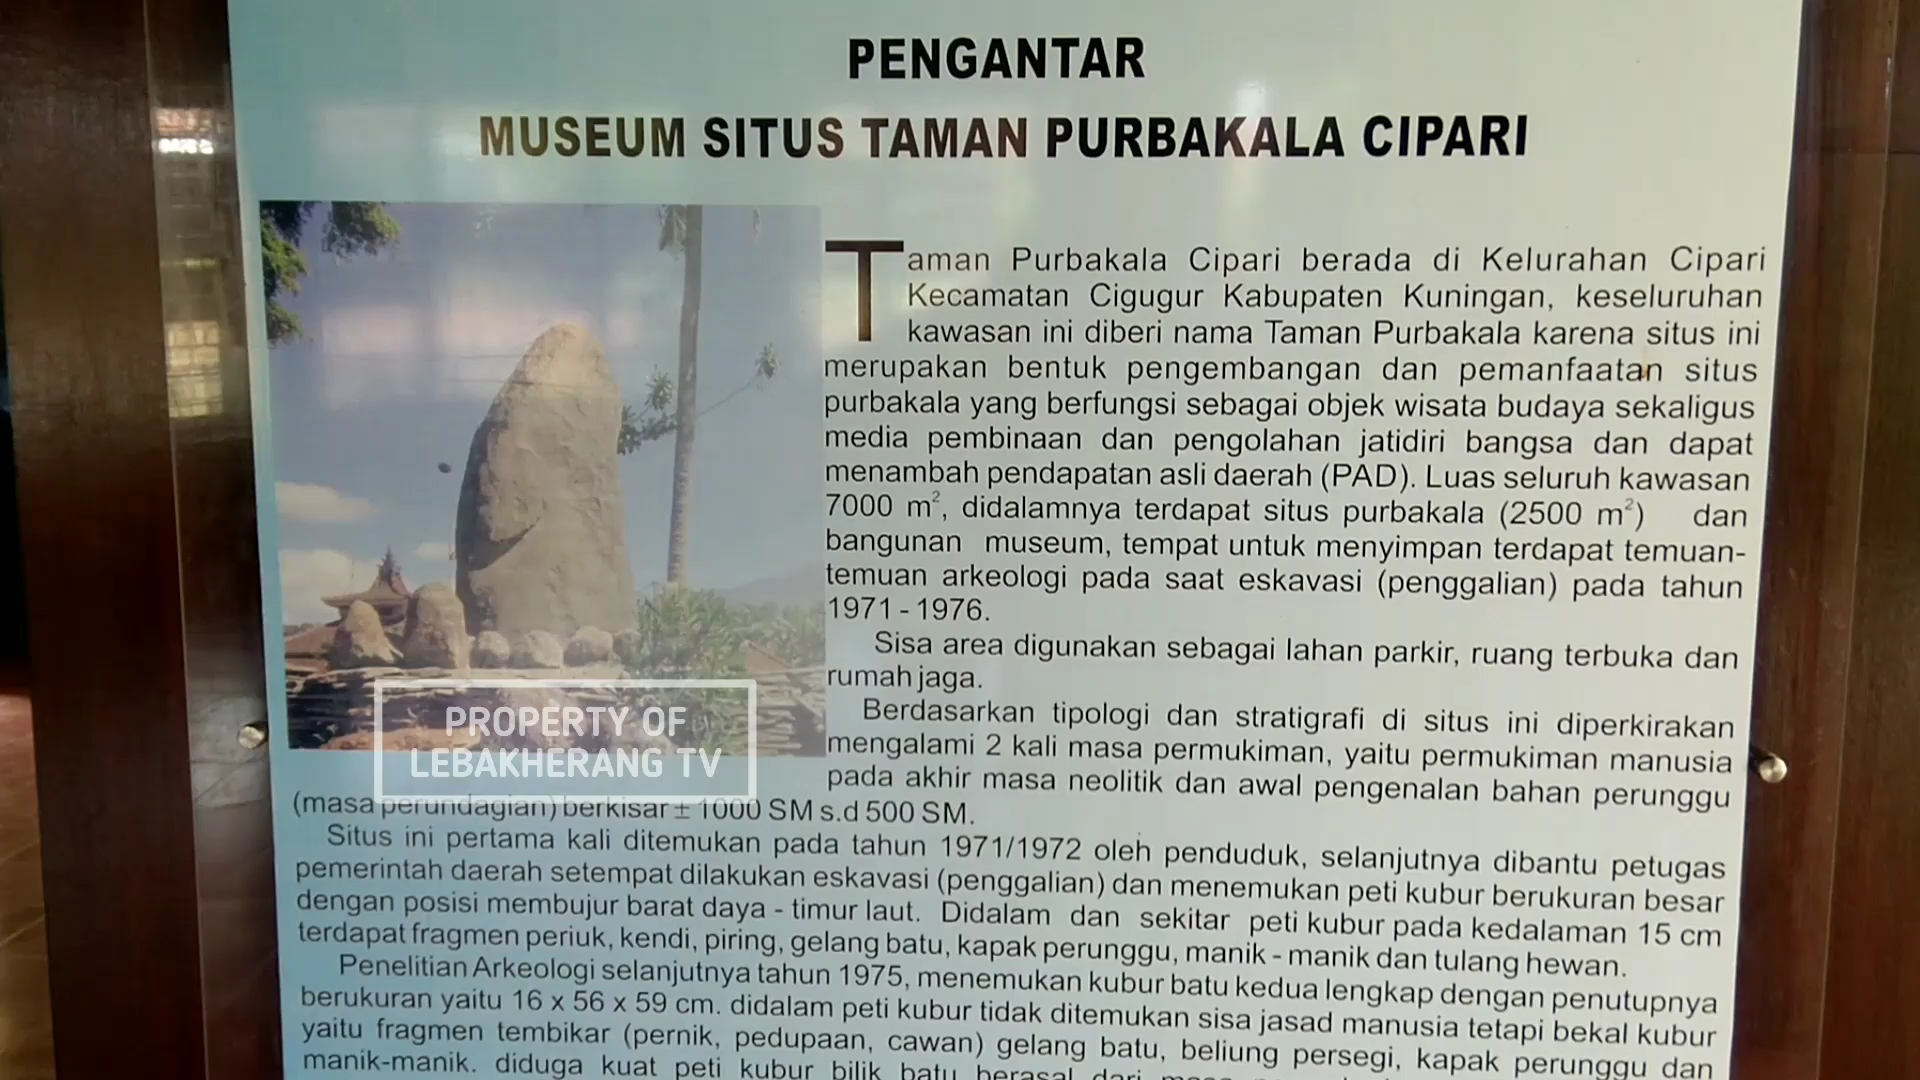 PENGANTAR
MUSEUM SITUS TAMAN PURBAKALA CIPARI
Taman Purbakala Cipari berada di Kelurahan Cipari
Kecamatan Cigugur Kabupaten Kuningan, keseluruhan
kawasan ini diberi nama Taman Purbakala karena situs ini
merupakan bentuk pengembangan dan pemanfaatan situs
purbakala yang berfungsi sebagai objek wisata budaya sekaligus
media pembinaan dan pengolahan jatidiri bangsa dan dapat
menambah pendapatan asli daerah (PAD). Luas seluruh kawasan
7000 m², didalamnya terdapat situs purbakala (2500 m²) dan
bangunan museum, tempat untuk menyimpan terdapat temuan-
temuan arkeologi pada saat eskavasi (penggalian) pada tahun
1971 - 1976.
Sisa area digunakan sebagai lahan parkir, ruang terbuka dan
rumah jaga.
Berdasarkan tipologi dan stratigrafi di situs ini diperkirakan
mengalami 2 kali masa permukiman, yaitu permukiman manusia
pada akhir masa neolitik dan awal pengenalan bahan perunggu
(masa perundagian) berkisar ± 1000 SM s.d 500 SM.
Situs ini pertama kali ditemukan pada tahun 1971/1972 oleh penduduk, selanjutnya dibantu petugas
pemerintah daerah setempat dilakukan eskavasi (penggalian) dan menemukan peti kubur berukuran besar
dengan posisi membujur barat daya - timur laut. Didalam dan sekitar peti kubur pada kedalaman 15 cm
terdapat fragmen periuk, kendi, piring, gelang batu, kapak perunggu, manik - manik dan tulang hewan.
Penelitian Arkeologi selanjutnya tahun 1975, menemukan kubur batu kedua lengkap dengan penutupnya
berukuran yaitu 16 x 56 x 59 cm. didalam peti kubur tidak ditemukan sisa jasad manusia tetapi bekal kubur
yaitu fragmen tembikar (pernik, pedupaan, cawan) gelang batu, beliung persegi, kapak perunggu dan
manik-manik. diduga kuat peti kubur bilik batu berasal dari
PROPERTY OF
LEBAKHERANG TV